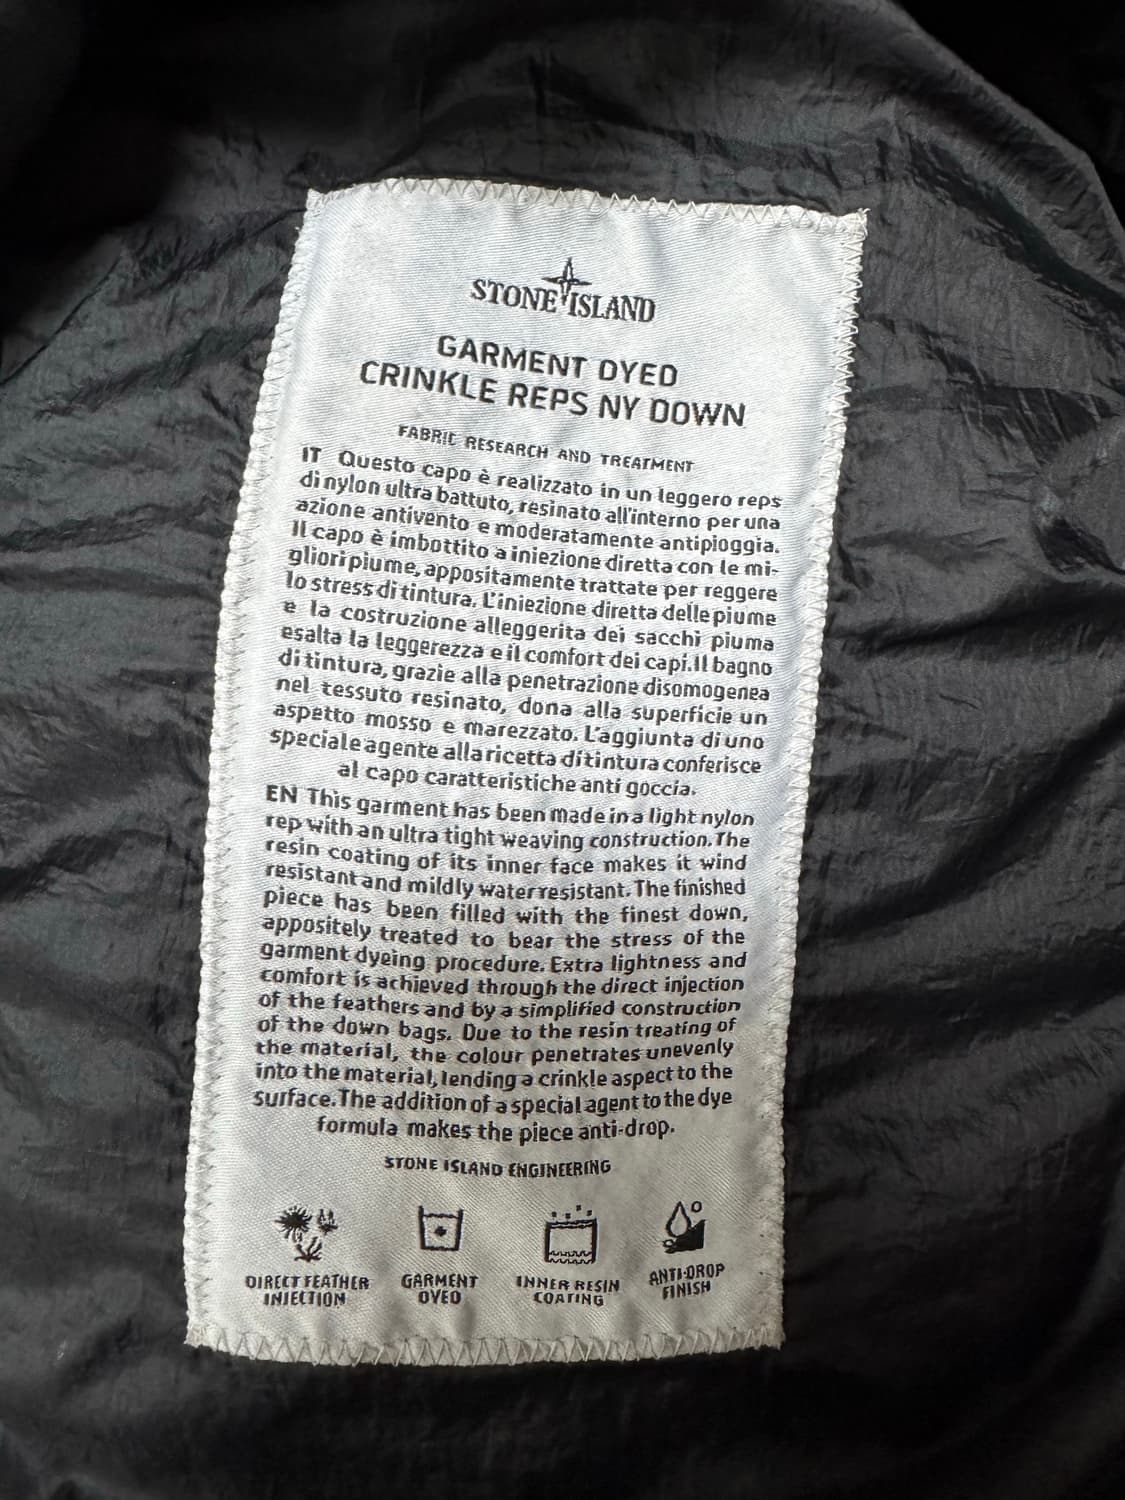 STONE ISLAND
GARMENT DYED
CRINKLE REPS NY DOWN
FABRIC RESEARCH AND TREATMENT
IT Questo capo è realizzato in un leggero reps
di nylon ultra battuto, resinato all'interno per una
azione antivento e moderatamente antipioggia.
Il capo è imbottito a iniezione diretta con le mi-
gliori piume, appositamente trattate per reggere
lo stress di tintura. L'iniezione diretta delle piume
e la costruzione alleggerita dei sacchi piuma
esalta la leggerezza e il comfort dei capi. Il bagno
di tintura, grazie alla penetrazione disomogenea
nel tessuto resinato, dona alla superficie un
aspetto mosso e marezzato. L'aggiunta di uno
speciale agente alla ricetta di tintura conferisce
al capo caratteristiche anti goccia.
EN This garment has been made in a light nylon
rep with an ultra tight weaving construction. The
resin coating of its inner face makes it wind
resistant and mildly water resistant. The finished
piece has been filled with the finest down,
appositely treated to bear the stress of the
garment dyeing procedure. Extra lightness and
comfort is achieved through the direct injection
of the feathers and by a simplified construction
of the down bags. Due to the resin treating of
the material, the colour penetrates unevenly
into the material, lending a crinkle aspect to the
surface. The addition of a special agent to the dye
formula makes the piece anti-drop.
STONE ISLAND ENGINEERING
DIRECT FEATHER GARMENT INNER RESIN ANTI-DROP
INJECTION DYED COATING FINISH